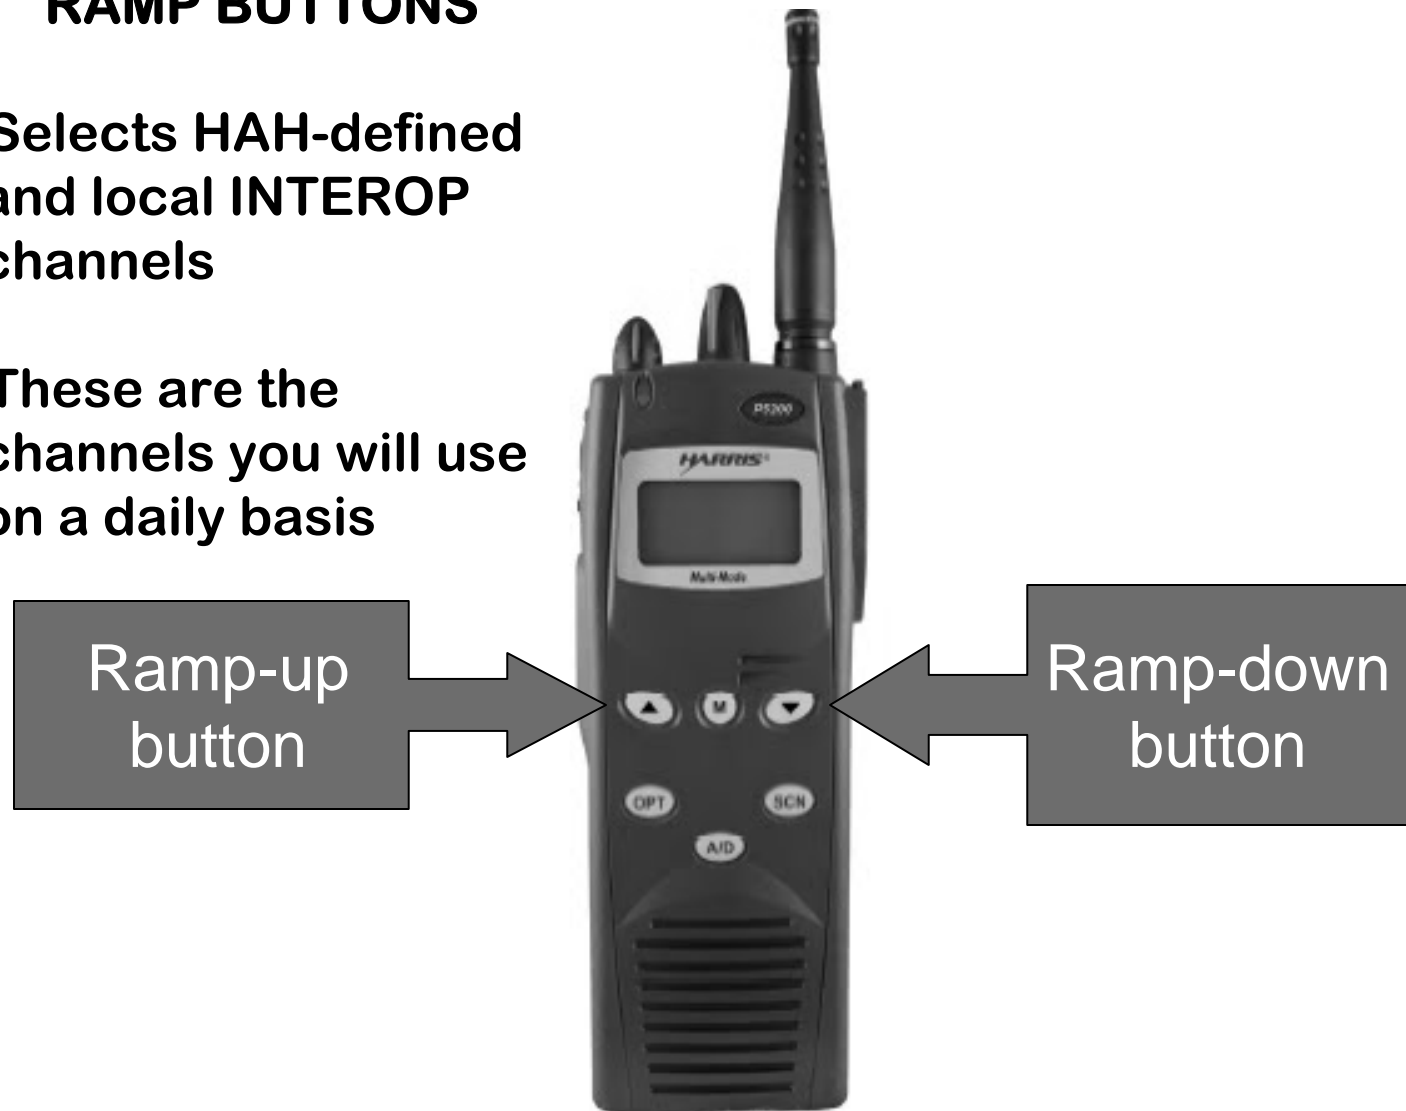 RAMP BUTTONS
Selects HAH-defined
and local INTEROP
channels
These are the
channels you will use
on a daily basis
P5300
HARRIS
Multi-Mode
Ramp-up
button
M
Ramp-down
button
OPT
SCN
A/D